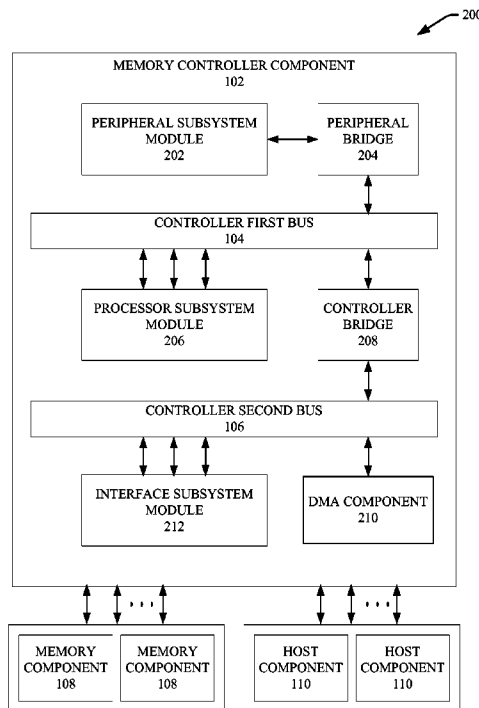 200
MEMORY CONTROLLER COMPONENT
102
PERIPHERAL SUBSYSTEM
MODULE
202
PERIPHERAL
BRIDGE
204
CONTROLLER FIRST BUS
104
PROCESSOR SUBSYSTEM
MODULE
206
CONTROLLER
BRIDGE
208
CONTROLLER SECOND BUS
106
INTERFACE SUBSYSTEM
MODULE
212
DMA COMPONENT
210
MEMORY
COMPONENT
108
MEMORY
COMPONENT
108
HOST
COMPONENT
110
HOST
COMPONENT
110